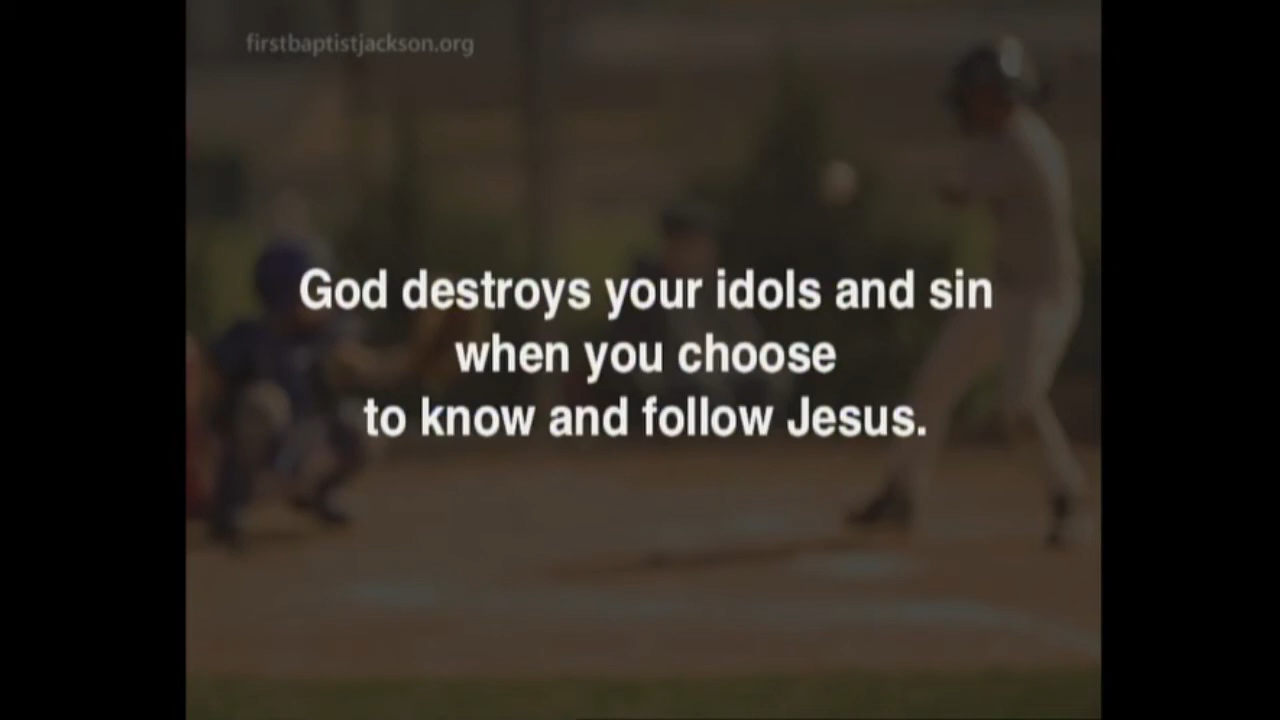 firstbaptistjackson.org
God destroys your idols and sin
when you choose
to know and follow Jesus.